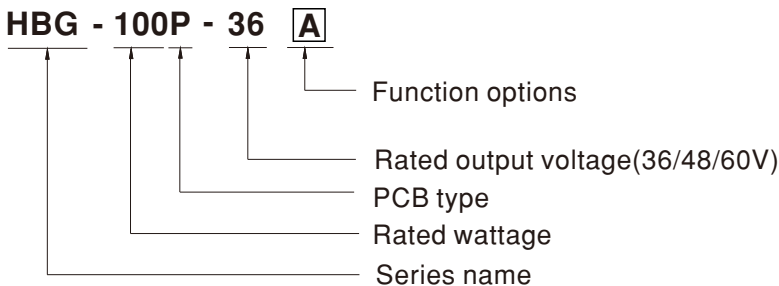 HBG - 100P - 36 A
Function options
Rated output voltage(36/48/60V)
PCB type
Rated wattage
Series name